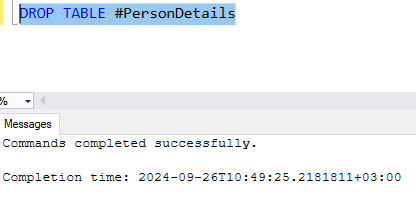 DROP TABLE #PersonDetails
%
Messages
Commands completed successfully.
Completion time: 2024-09-26T10:49:25.2181811+03:00